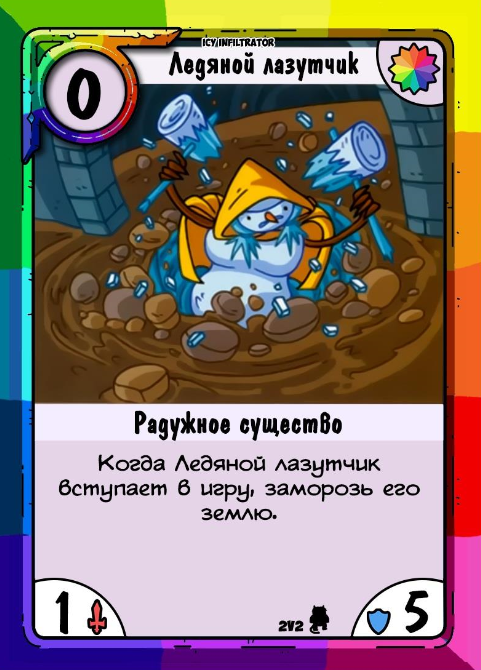 ICY INFILTRATOR
Ледяной лазутчик
0
Радужное существо
Когда Ледяной лазутчик
вступает в игру, заморозь его
землю.
1
2V2
5